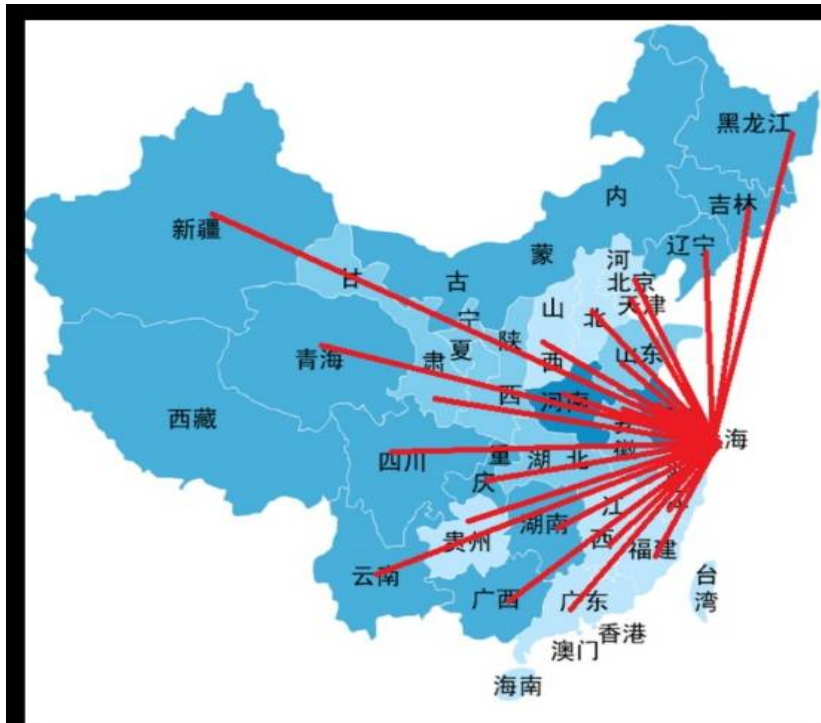 黑龙江
吉林
辽宁
内
蒙
古
新疆
甘
肃
宁
夏
河
北
北京
天津
山
西
陕
西
山东
青海
河南
西藏
四川
重
庆
湖 北
徽
海
湖南
江
西
贵州
福建
云南
广西
广东
台
湾
香港
澳门
海南